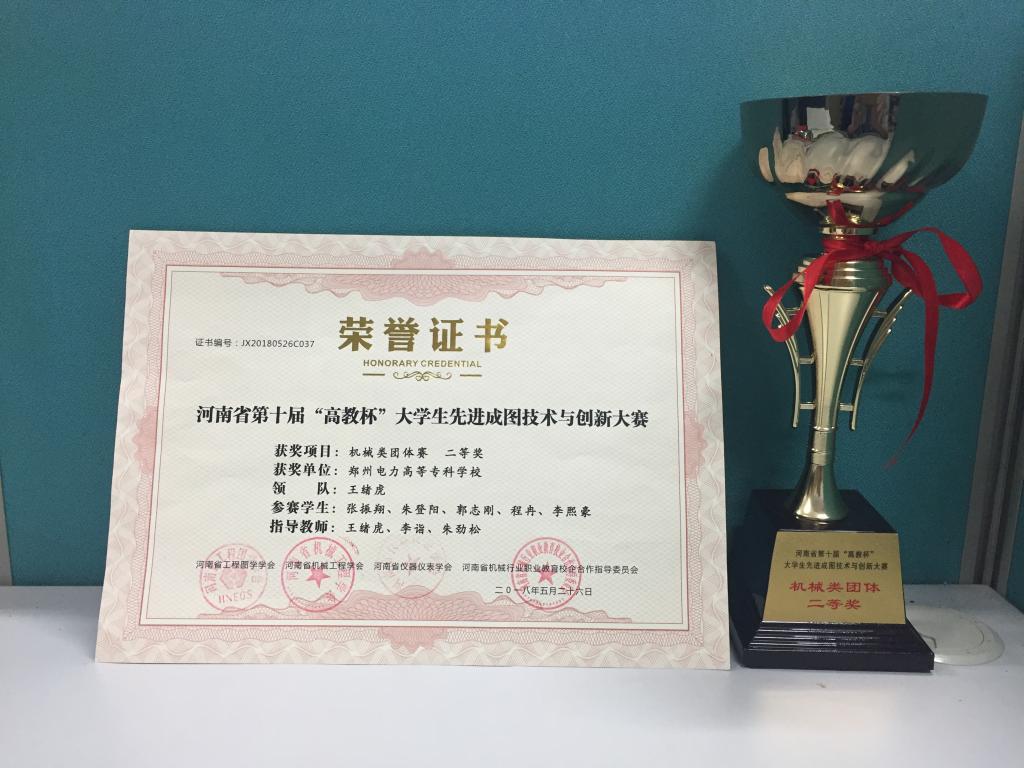 荣誉证书
HONORARY CREDENTIAL
证书编号：JX20180526C037
河南省第十届“高教杯”大学生先进成图技术与创新大赛
获奖项目：机械类团体赛 二等奖
获奖单位：郑州电力高等专科学校
领 队：王绪虎
参赛学生：张振翔、朱登阳、郭志刚、程冉、李熙豪
指导教师：王绪虎、李诣、朱劲松
河南省工程图学学会 河南省机械工程学会 河南省仪器仪表学会 河南省机械行业职业教育校企合作指导委员会
HNEGS
二〇一八年五月二十六日
河南省第十届“高教杯”
大学生先进成图技术与创新大赛
机械类团体
二等奖